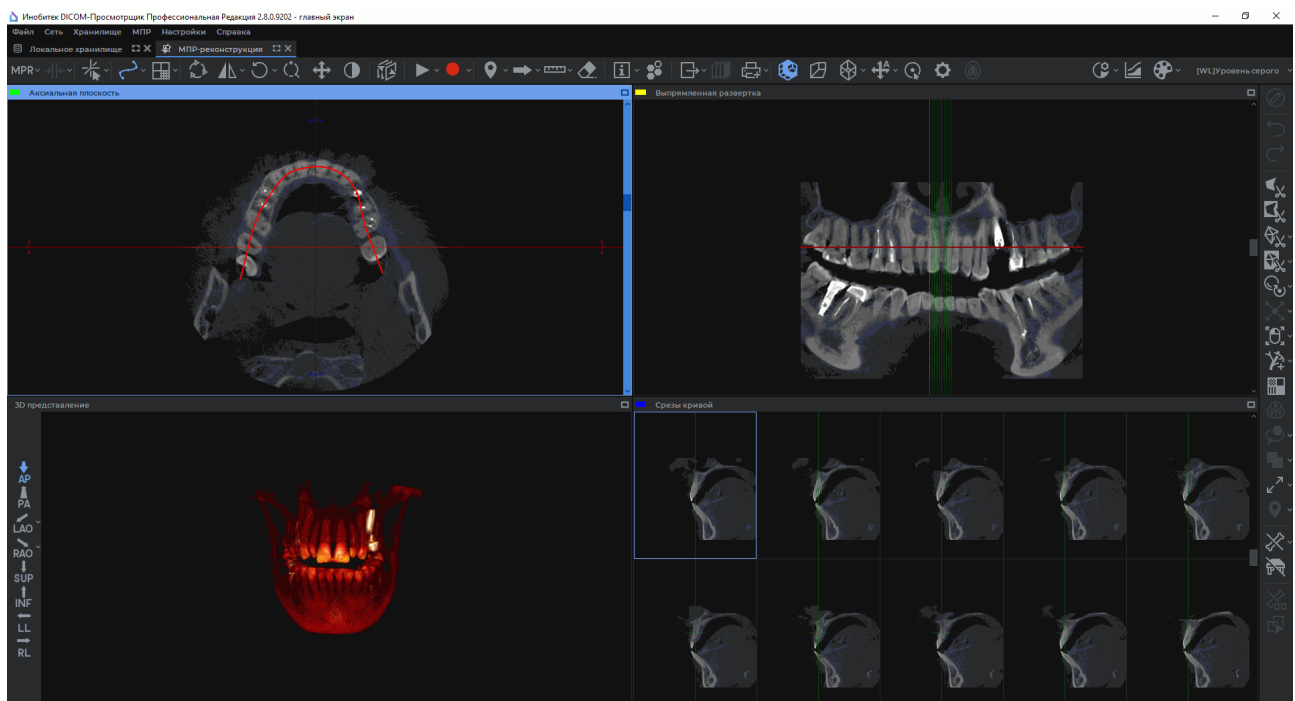 Инобитек DICOM-Просмотрщик Профессиональная Редакция 2.8.0.9202 - главный экран
Файл Сеть Хранилище МПР Настройки Справка
Локальное хранилище МПР-реконструкция
MPR [WL]Уровень серого
Аксиальная плоскость
Выпрямленная развертка
3D представление
Срезы кривой
AP
PA
LAO
RAO
SUP
INF
LL
RL